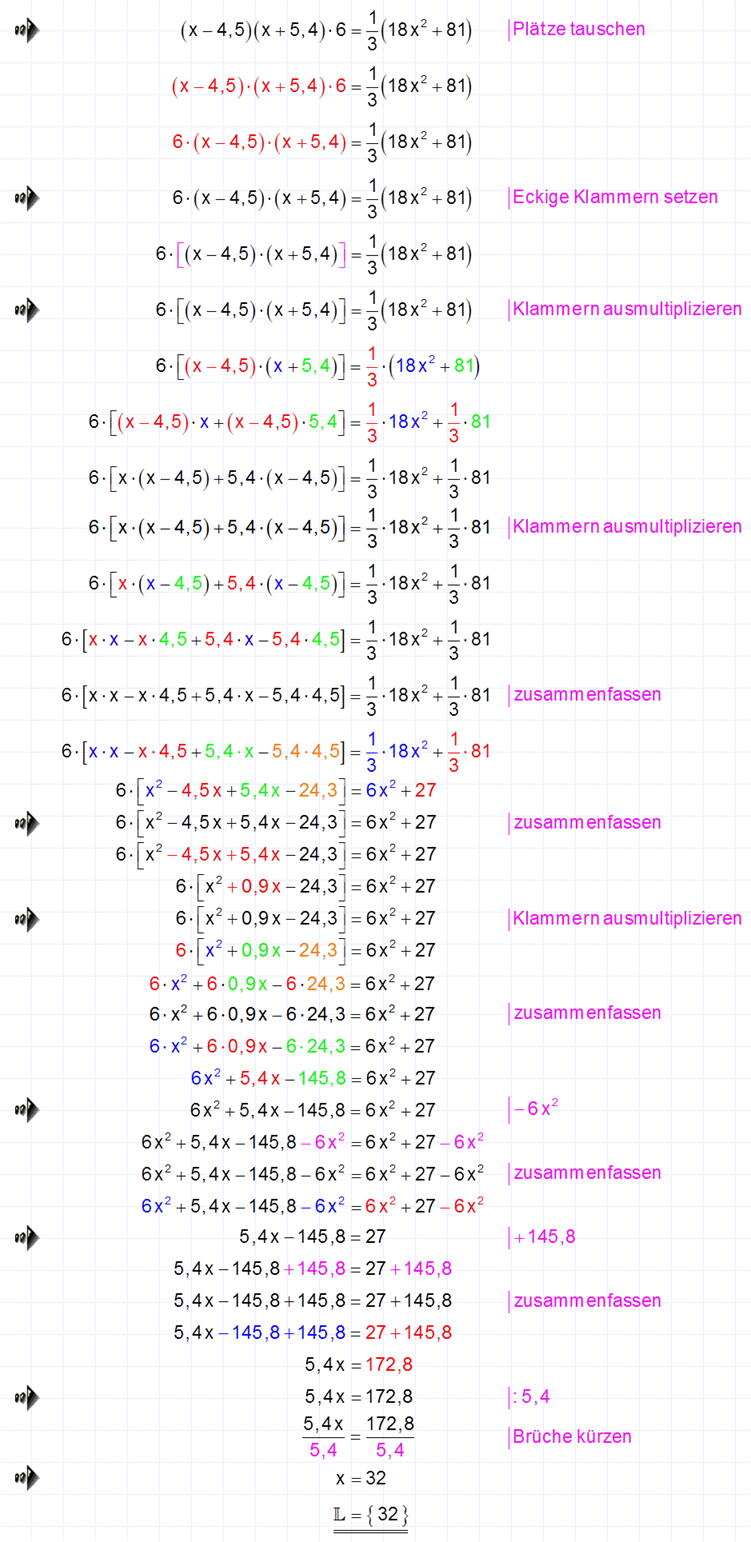 (x − 4,5)(x + 5,4) · 6 = 1/3 (18x² + 81) | Plätze tauschen
(x − 4,5) · (x + 5,4) · 6 = 1/3 (18x² + 81)
6 · (x − 4,5) · (x + 5,4) = 1/3 (18x² + 81)
6 · (x − 4,5) · (x + 5,4) = 1/3 (18x² + 81) | Eckige Klammern setzen
6 · [(x − 4,5) · (x + 5,4)] = 1/3 (18x² + 81)
6 · [(x − 4,5) · (x + 5,4)] = 1/3 (18x² + 81) | Klammern ausmultiplizieren
6 · [(x − 4,5) · (x + 5,4)] = 1/3 · (18x² + 81)
6 · [(x − 4,5) · x + (x − 4,5) · 5,4] = 1/3 · 18x² + 1/3 · 81
6 · [x · (x − 4,5) + 5,4 · (x − 4,5)] = 1/3 · 18x² + 1/3 · 81
6 · [x · (x − 4,5) + 5,4 · (x − 4,5)] = 1/3 · 18x² + 1/3 · 81 | Klammern ausmultiplizieren
6 · [x · (x − 4,5) + 5,4 · (x − 4,5)] = 1/3 · 18x² + 1/3 · 81
6 · [x · x − x · 4,5 + 5,4 · x − 5,4 · 4,5] = 1/3 · 18x² + 1/3 · 81
6 · [x · x − x · 4,5 + 5,4 · x − 5,4 · 4,5] = 1/3 · 18x² + 1/3 · 81 | zusammenfassen
6 · [x · x − x · 4,5 + 5,4 · x − 5,4 · 4,5] = 1/3 · 18x² + 1/3 · 81
6 · [x² − 4,5x + 5,4x − 24,3] = 6x² + 27
6 · [x² − 4,5x + 5,4x − 24,3] = 6x² + 27 | zusammenfassen
6 · [x² − 4,5x + 5,4x − 24,3] = 6x² + 27
6 · [x² + 0,9x − 24,3] = 6x² + 27
6 · [x² + 0,9x − 24,3] = 6x² + 27 | Klammern ausmultiplizieren
6 · [x² + 0,9x − 24,3] = 6x² + 27
6 · x² + 6 · 0,9x − 6 · 24,3 = 6x² + 27
6 · x² + 6 · 0,9x − 6 · 24,3 = 6x² + 27 | zusammenfassen
6 · x² + 6 · 0,9x − 6 · 24,3 = 6x² + 27
6x² + 5,4x − 145,8 = 6x² + 27
6x² + 5,4x − 145,8 = 6x² + 27 | − 6x²
6x² + 5,4x − 145,8 − 6x² = 6x² + 27 − 6x²
6x² + 5,4x − 145,8 − 6x² = 6x² + 27 − 6x² | zusammenfassen
6x² + 5,4x − 145,8 − 6x² = 6x² + 27 − 6x²
5,4x − 145,8 = 27 | + 145,8
5,4x − 145,8 + 145,8 = 27 + 145,8
5,4x − 145,8 + 145,8 = 27 + 145,8 | zusammenfassen
5,4x − 145,8 + 145,8 = 27 + 145,8
5,4x = 172,8
5,4x = 172,8 | : 5,4
5,4x/5,4 = 172,8/5,4 | Brüche kürzen
x = 32
𝕃 = {32}